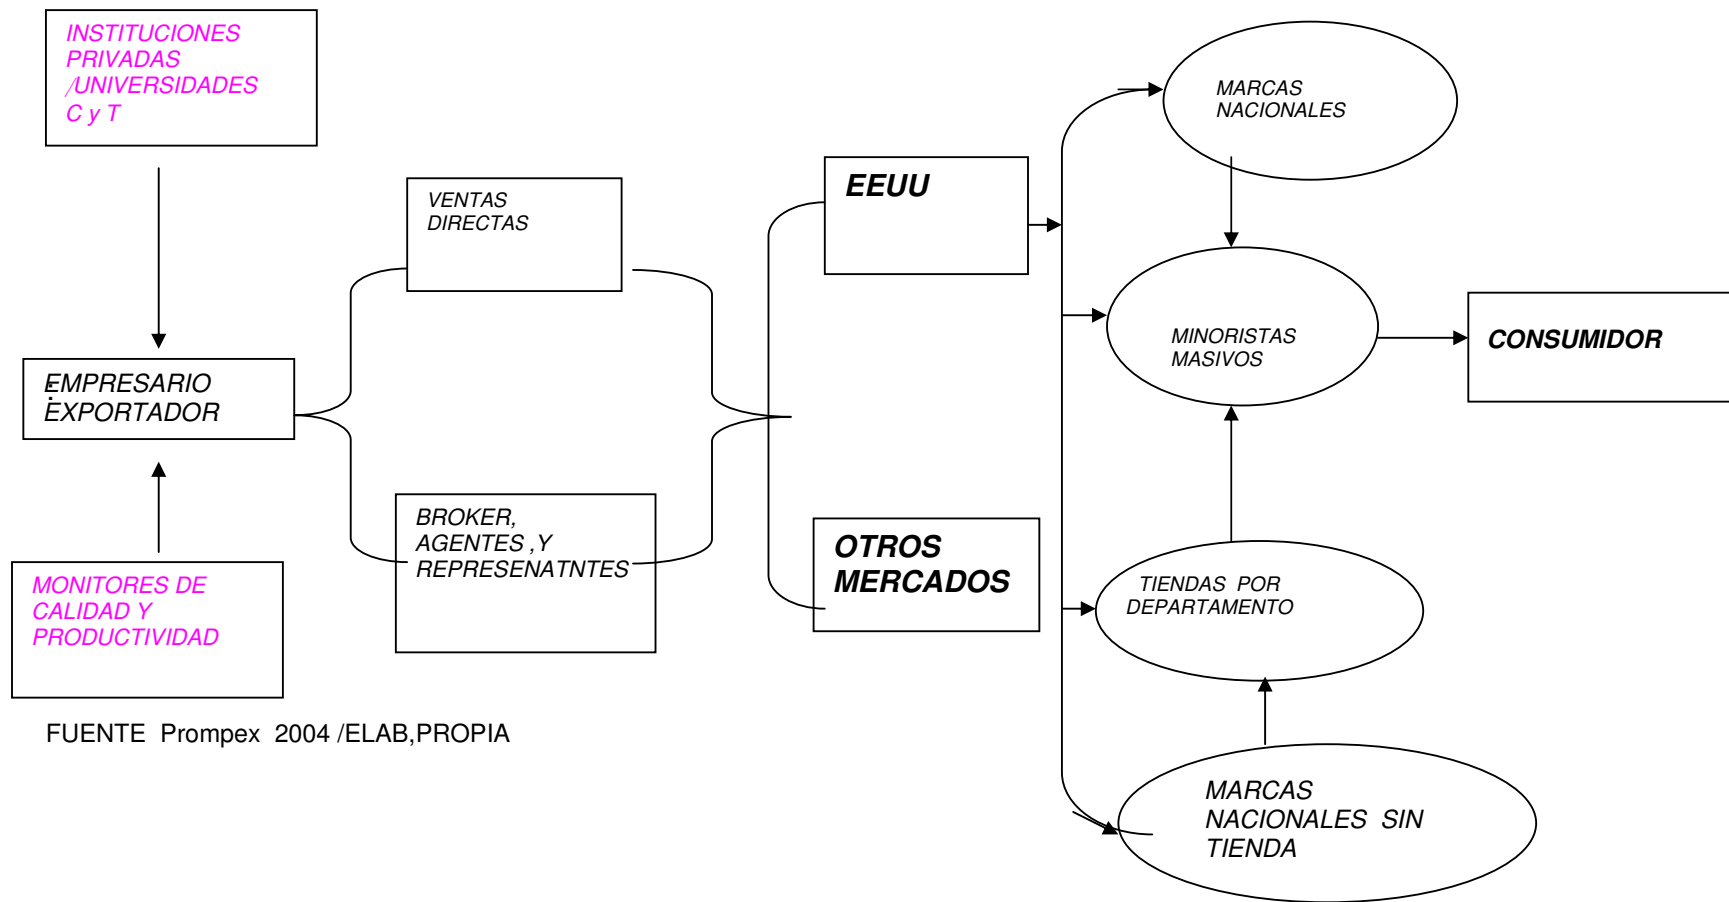 INSTITUCIONES
PRIVADAS
/UNIVERSIDADES
C y T
VENTAS
DIRECTAS
EEUU
MARCAS
NACIONALES
EMPRESARIO
EXPORTADOR
MINORISTAS
MASIVOS
CONSUMIDOR
BROKER,
AGENTES ,Y
REPRESENATNTES
OTROS
MERCADOS
TIENDAS POR
DEPARTAMENTO
MONITORES DE
CALIDAD Y
PRODUCTIVIDAD
FUENTE Prompex 2004 /ELAB,PROPIA
MARCAS
NACIONALES SIN
TIENDA